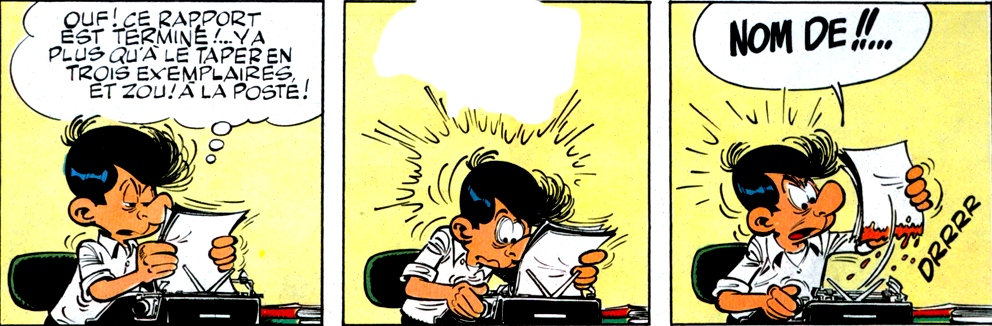 OUF! CE RAPPORT
EST TERMINÉ!... Y A
PLUS QU'À LE TAPER EN
TROIS EXEMPLAIRES,
ET ZOU! À LA POSTE!
NOM DE!!...
DRRRR